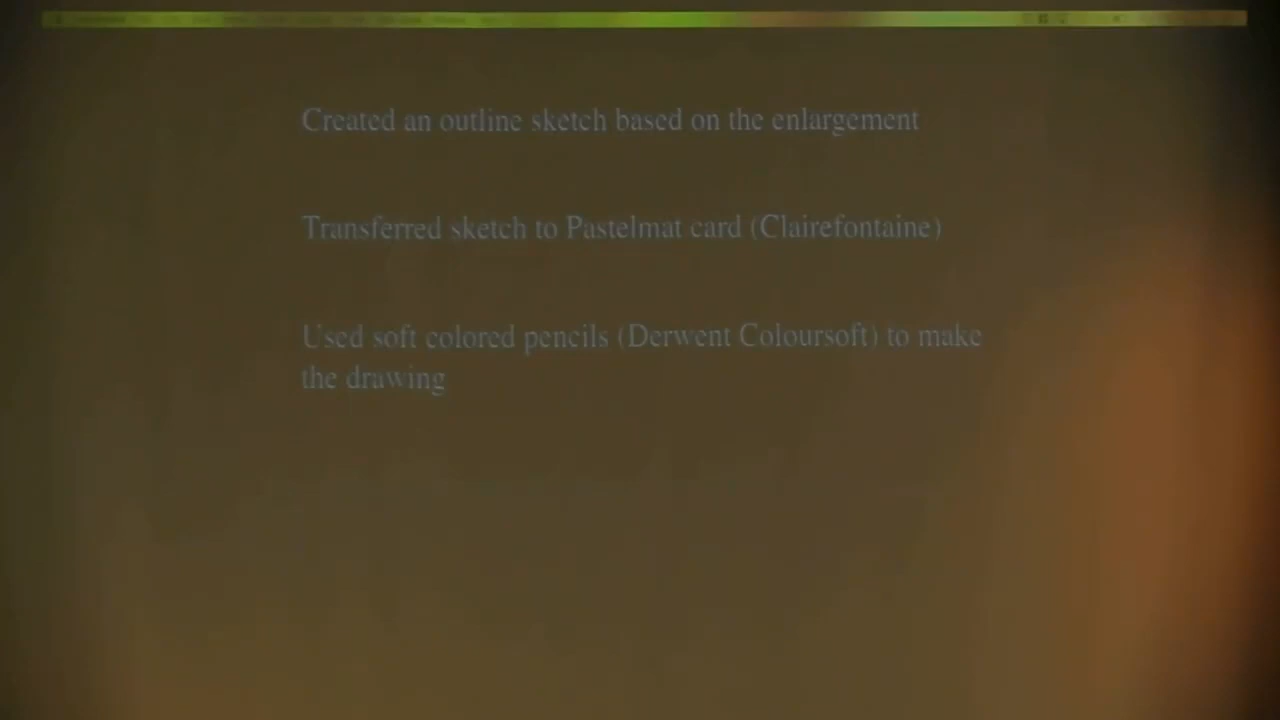 Created an outline sketch based on the enlargement
Transferred sketch to Pastelmat card (Clairefontaine)
Used soft colored pencils (Derwent Coloursoft) to make
the drawing